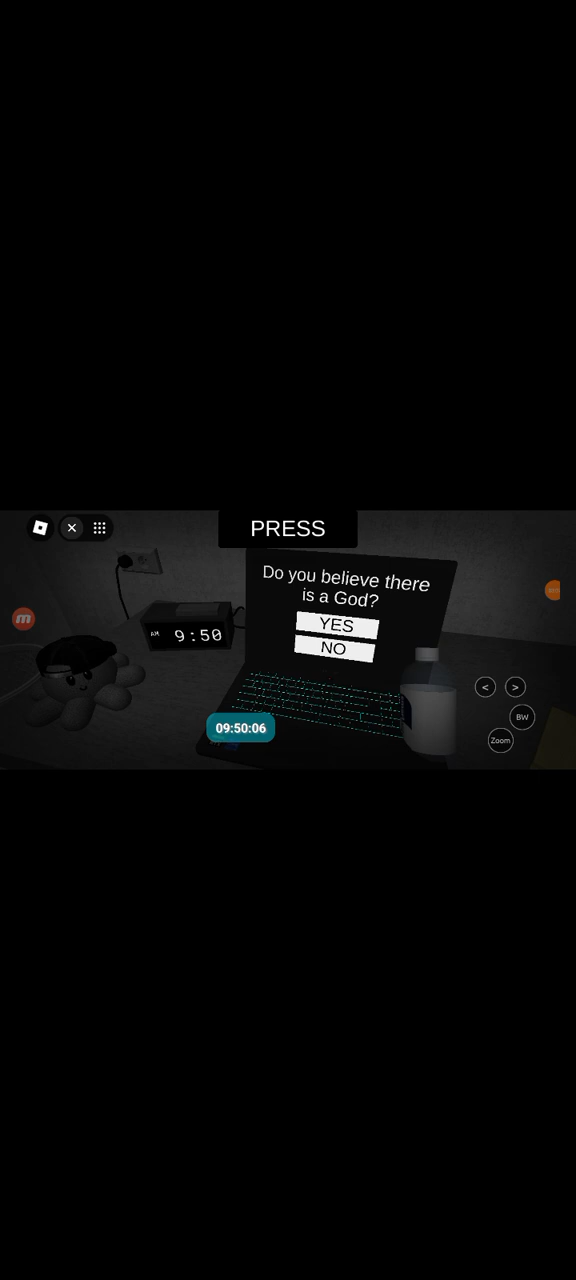 PRESS
Do you believe there
is a God?
YES
NO
AM 9:50
09:50:06
<
>
BW
Zoom